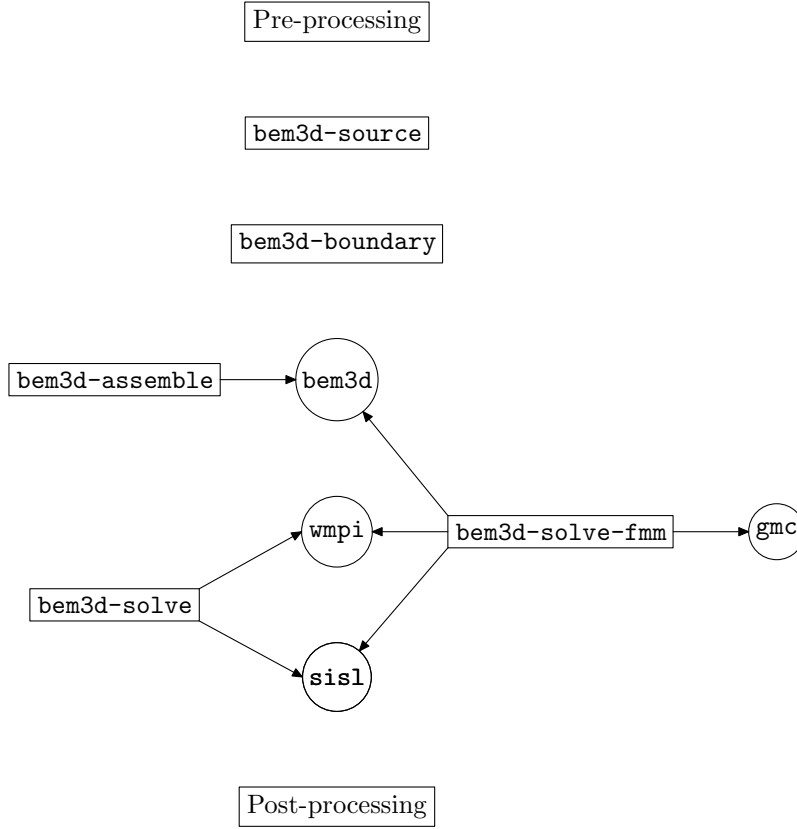 Pre-processing
bem3d-source
bem3d-boundary
bem3d-assemble
bem3d
wmpi
bem3d-solve-fmm
gmc
bem3d-solve
sisl
Post-processing